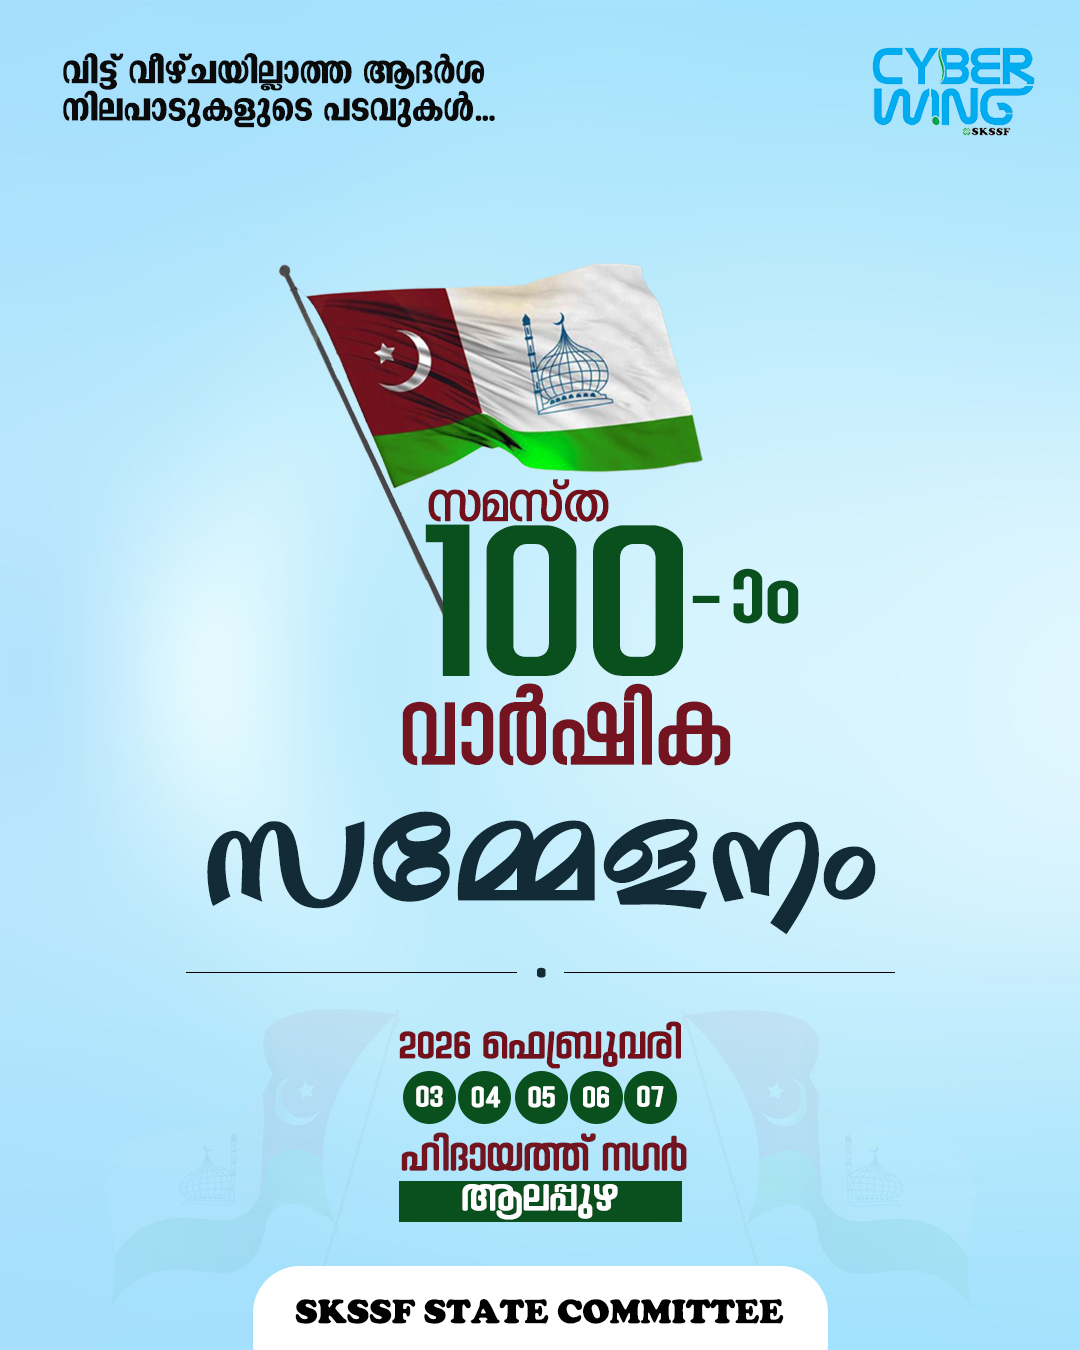 വിട്ട് വീഴ്ചയില്ലാത്ത ആദർശ
നിലപാടുകളുടെ പടവുകൾ...
CYBER
WING
SKSSF
സമസ്ത
100-ാം
വാർഷിക
സമ്മേളനം
2026 ഫെബ്രുവരി
03 04 05 06 07
ഹിദായത്ത് നഗർ
ആലപ്പുഴ
SKSSF STATE COMMITTEE